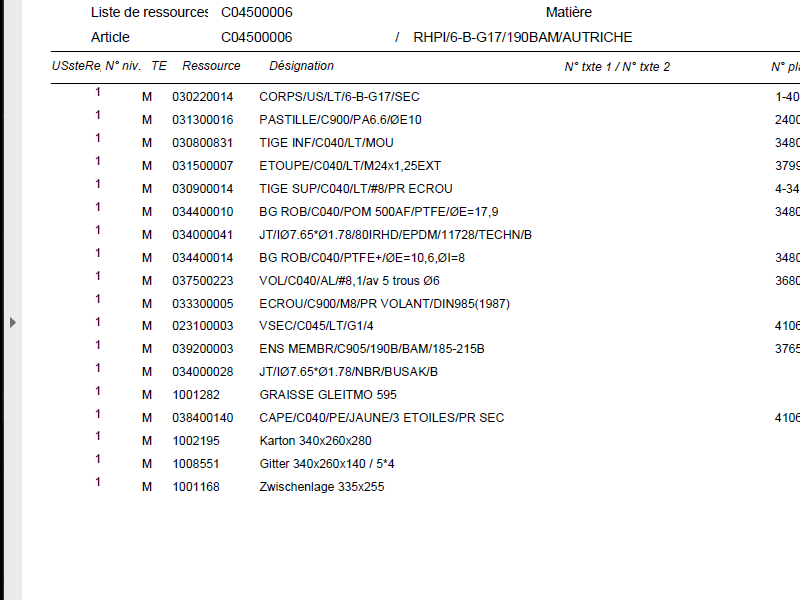 Liste de ressources C04500006 Matière
Article C04500006 / RHPI/6-B-G17/190BAM/AUTRICHE
USsteRe, N° niv. TE Ressource Désignation N° txte 1 / N° txte 2 N° pla
1 M 030220014 CORPS/US/LT/6-B-G17/SEC 1-40
1 M 031300016 PASTILLE/C900/PA6.6/ØE10 2400
1 M 030800831 TIGE INF/C040/LT/MOU 3480
1 M 031500007 ETOUPE/C040/LT/M24x1,25EXT 3799
1 M 030900014 TIGE SUP/C040/LT/#8/PR ECROU 4-34
1 M 034400010 BG ROB/C040/POM 500AF/PTFE/ØE=17,9 3480
1 M 034000041 JT/IØ7.65*Ø1.78/80IRHD/EPDM/11728/TECHN/B
1 M 034400014 BG ROB/C040/PTFE+/ØE=10,6,ØI=8 3480
1 M 037500223 VOL/C040/AL/#8,1/av 5 trous Ø6 3680
1 M 033300005 ECROU/C900/M8/PR VOLANT/DIN985(1987)
1 M 023100003 VSEC/C045/LT/G1/4 4106
1 M 039200003 ENS MEMBR/C905/190B/BAM/185-215B 3765
1 M 034000028 JT/IØ7.65*Ø1.78/NBR/BUSAK/B
1 M 1001282 GRAISSE GLEITMO 595
1 M 038400140 CAPE/C040/PE/JAUNE/3 ETOILES/PR SEC 4106
1 M 1002195 Karton 340x260x280
1 M 1008551 Gitter 340x260x140 / 5*4
1 M 1001168 Zwischenlage 335x255